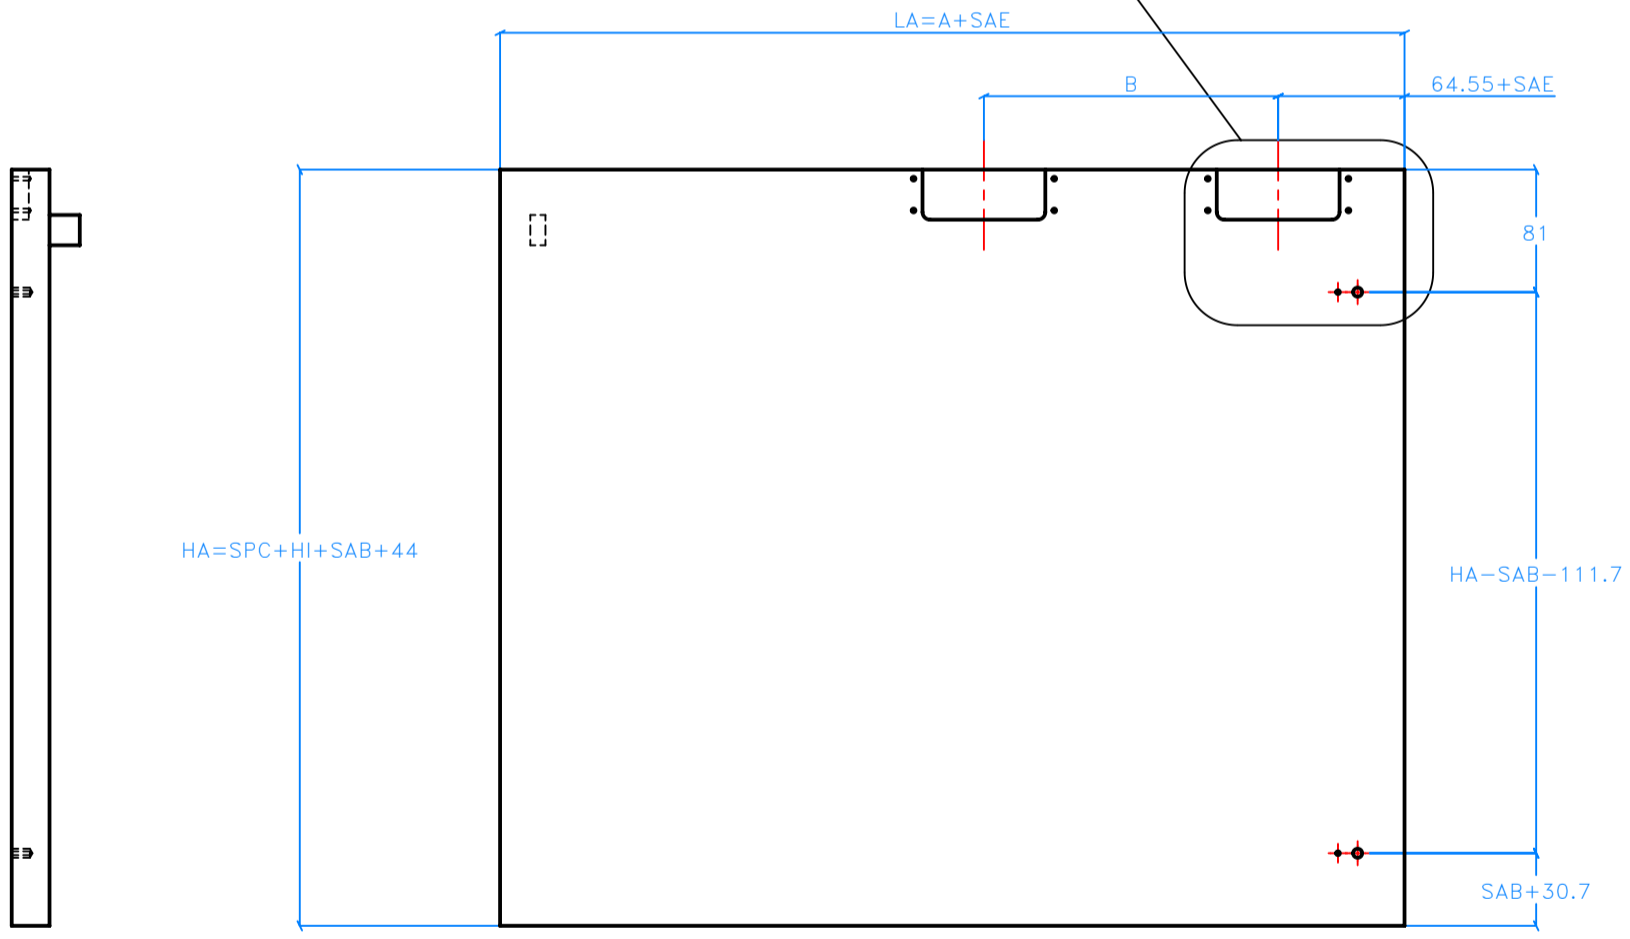 LA=A+SAE
B
64.55+SAE
81
HA=SPC+HI+SAB+44
HA-SAB-111.7
SAB+30.7